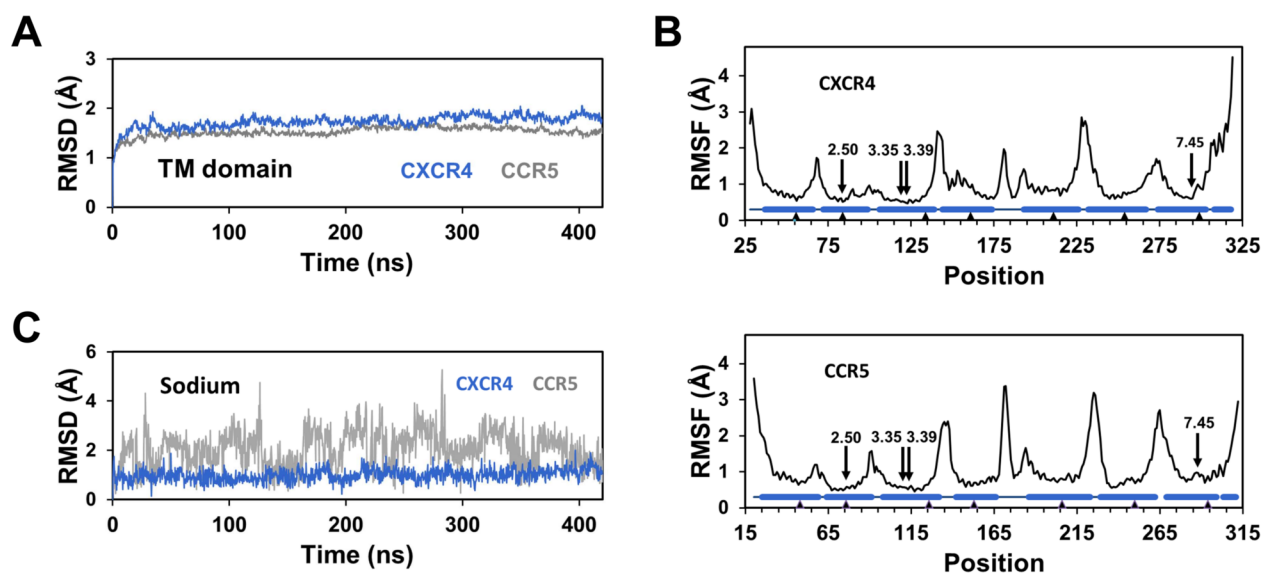 A
RMSD (Å)
3
2
1
0
TM domain
CXCR4 CCR5
0 100 200 300 400
Time (ns)
B
RMSF (Å)
4
3
2
1
0
CXCR4
2.50 3.35 3.39 7.45
25 75 125 175 225 275 325
Position
C
RMSD (Å)
6
4
2
0
Sodium
CXCR4 CCR5
0 100 200 300 400
Time (ns)
RMSF (Å)
4
3
2
1
0
CCR5
2.50 3.35 3.39 7.45
15 65 115 165 215 265 315
Position